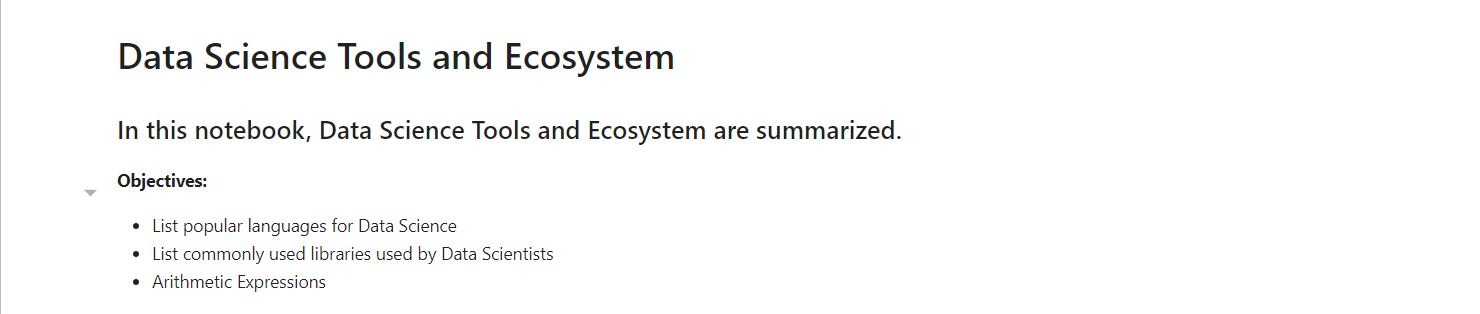 Data Science Tools and Ecosystem
In this notebook, Data Science Tools and Ecosystem are summarized.
Objectives:
• List popular languages for Data Science
• List commonly used libraries used by Data Scientists
• Arithmetic Expressions